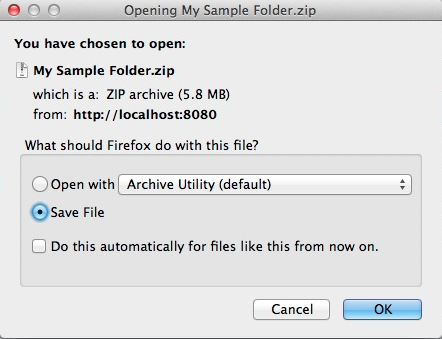 Opening My Sample Folder.zip
You have chosen to open:
My Sample Folder.zip
which is a: ZIP archive (5.8 MB)
from: http://localhost:8080
What should Firefox do with this file?
Open with Archive Utility (default)
Save File
Do this automatically for files like this from now on.
Cancel OK